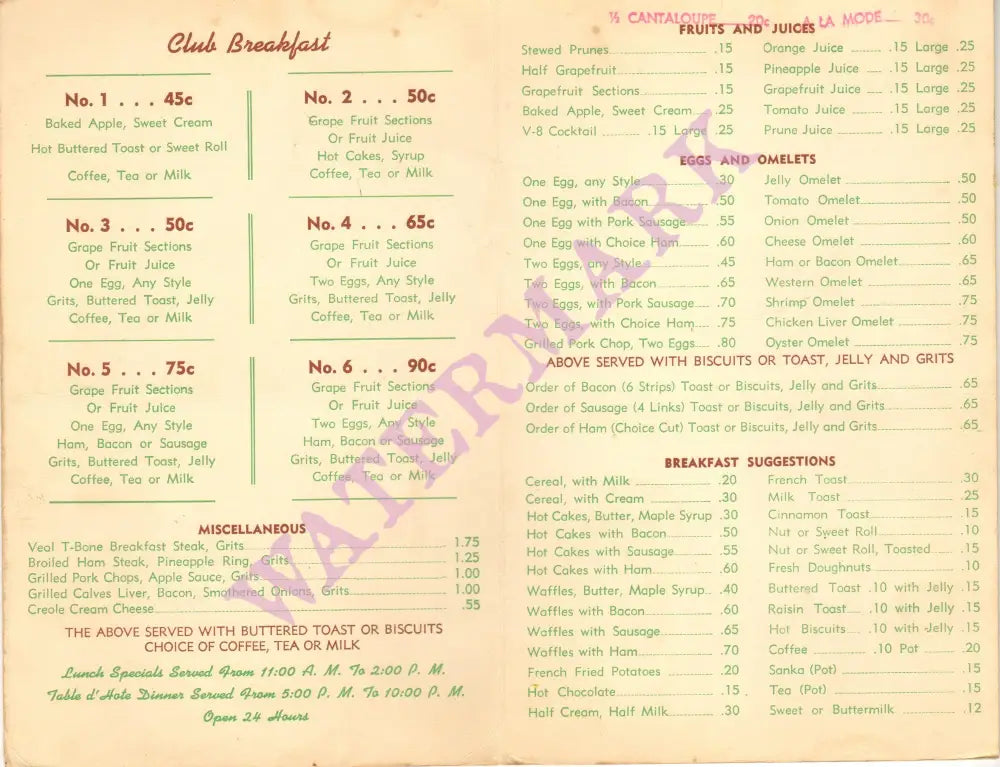 Club Breakfast
No. 1 . . . 45c
Baked Apple, Sweet Cream
Hot Buttered Toast or Sweet Roll
Coffee, Tea or Milk
No. 2 . . . 50c
Grape Fruit Sections
Or Fruit Juice
Hot Cakes, Syrup
Coffee, Tea or Milk
No. 3 . . . 50c
Grape Fruit Sections
Or Fruit Juice
One Egg, Any Style
Grits, Buttered Toast, Jelly
Coffee, Tea or Milk
No. 4 . . . 65c
Grape Fruit Sections
Or Fruit Juice
Two Eggs, Any Style
Grits, Buttered Toast, Jelly
Coffee, Tea or Milk
No. 5 . . . 75c
Grape Fruit Sections
Or Fruit Juice
One Egg, Any Style
Ham, Bacon or Sausage
Grits, Buttered Toast, Jelly
Coffee, Tea or Milk
No. 6 . . . 90c
Grape Fruit Sections
Or Fruit Juice
Two Eggs, Any Style
Ham, Bacon or Sausage
Grits, Buttered Toast, Jelly
Coffee, Tea or Milk
MISCELLANEOUS
Veal T-Bone Breakfast Steak, Grits 1.75
Broiled Ham Steak, Pineapple Ring, Grits 1.25
Grilled Pork Chops, Apple Sauce, Grits 1.00
Grilled Calves Liver, Bacon, Smothered Onions, Grits 1.00
Creole Cream Cheese .55
THE ABOVE SERVED WITH BUTTERED TOAST OR BISCUITS
CHOICE OF COFFEE, TEA OR MILK
Lunch Specials Served From 11:00 A. M. To 2:00 P. M.
Table d'Hote Dinner Served From 5:00 P. M. To 10:00 P. M.
Open 24 Hours
½ CANTALOUPE 20c A LA MODE 30c
FRUITS AND JUICES
Stewed Prunes .15
Half Grapefruit .15
Grapefruit Sections .15
Baked Apple, Sweet Cream .25
V-8 Cocktail .15 Large .25
Orange Juice .15 Large .25
Pineapple Juice .15 Large .25
Grapefruit Juice .15 Large .25
Tomato Juice .15 Large .25
Prune Juice .15 Large .25
EGGS AND OMELETS
One Egg, any Style .30
One Egg, with Bacon .50
One Egg with Pork Sausage .55
One Egg with Choice Ham .60
Two Eggs, any Style .45
Two Eggs, with Bacon .65
Two Eggs, with Pork Sausage .70
Two Eggs, with Choice Ham .75
Grilled Pork Chop, Two Eggs .80
Jelly Omelet .50
Tomato Omelet .50
Onion Omelet .50
Cheese Omelet .60
Ham or Bacon Omelet .65
Western Omelet .65
Shrimp Omelet .75
Chicken Liver Omelet .75
Oyster Omelet .75
ABOVE SERVED WITH BISCUITS OR TOAST, JELLY AND GRITS
Order of Bacon (6 Strips) Toast or Biscuits, Jelly and Grits .65
Order of Sausage (4 Links) Toast or Biscuits, Jelly and Grits .65
Order of Ham (Choice Cut) Toast or Biscuits, Jelly and Grits .65
BREAKFAST SUGGESTIONS
Cereal, with Milk .20
Cereal, with Cream .30
Hot Cakes, Butter, Maple Syrup .30
Hot Cakes with Bacon .50
Hot Cakes with Sausage .55
Hot Cakes with Ham .60
Waffles, Butter, Maple Syrup .40
Waffles with Bacon .60
Waffles with Sausage .65
Waffles with Ham .70
French Fried Potatoes .20
Hot Chocolate .15
Half Cream, Half Milk .30
French Toast .30
Milk Toast .25
Cinnamon Toast .15
Nut or Sweet Roll .10
Nut or Sweet Roll, Toasted .15
Fresh Doughnuts .10
Buttered Toast .10 with Jelly .15
Raisin Toast .10 with Jelly .15
Hot Biscuits .10 with Jelly .15
Coffee .10 Pot .20
Sanka (Pot) .15
Tea (Pot) .15
Sweet or Buttermilk .12
WATERMARK